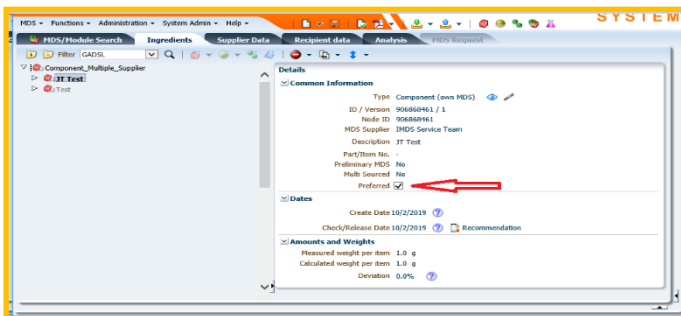 SYSTEM
MDS Functions Administration System Admin Help
MDS/Module Search Ingredients Supplier Data Recipient data Analysis MDS Request
Filter GADSL
Component_Multiple_Supplier
JT Test
Test
Details
Common Information
Type Component (own MDS)
ID / Version 906868461 / 1
Node ID 906868461
MDS Supplier IMDS Service Team
Description JT Test
Part/Item No. -
Preliminary MDS No
Multi Sourced No
Preferred
Dates
Create Date 10/2/2019
Check/Release Date 10/2/2019 Recommendation
Amounts and Weights
Measured weight per item 1.0 g
Calculated weight per item 1.0 g
Deviation 0.0%